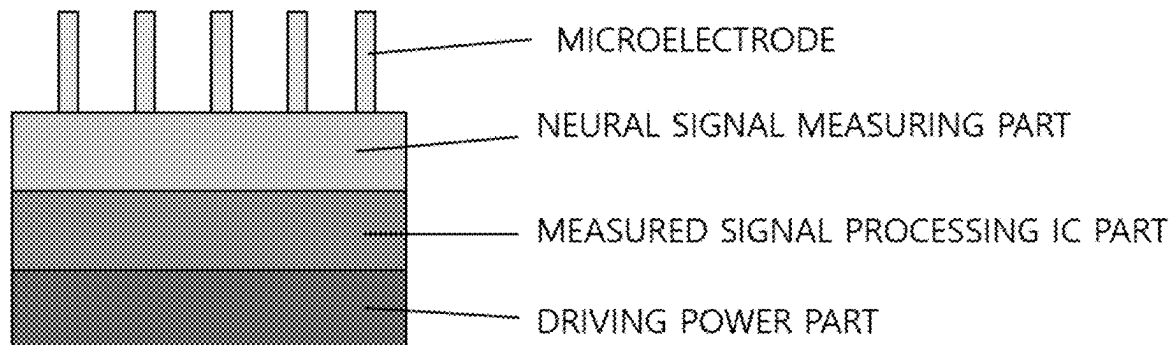 MICROELECTRODE
NEURAL SIGNAL MEASURING PART
MEASURED SIGNAL PROCESSING IC PART
DRIVING POWER PART